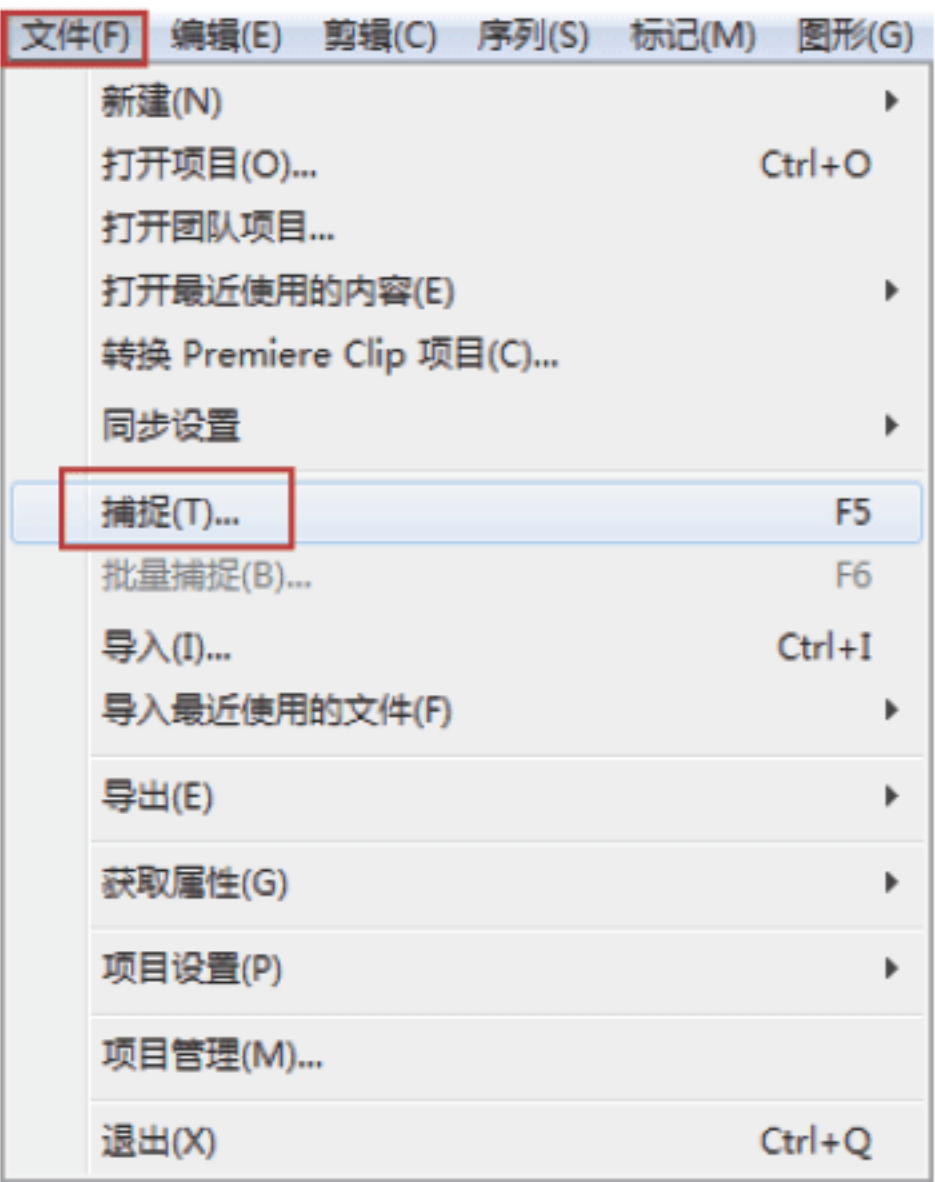 文件(F) 编辑(E) 剪辑(C) 序列(S) 标记(M) 图形(G)
新建(N)
打开项目(O)... Ctrl+O
打开团队项目...
打开最近使用的内容(E)
转换 Premiere Clip 项目(C)...
同步设置
捕捉(T)... F5
批量捕捉(B)... F6
导入(I)... Ctrl+I
导入最近使用的文件(F)
导出(E)
获取属性(G)
项目设置(P)
项目管理(M)...
退出(X) Ctrl+Q